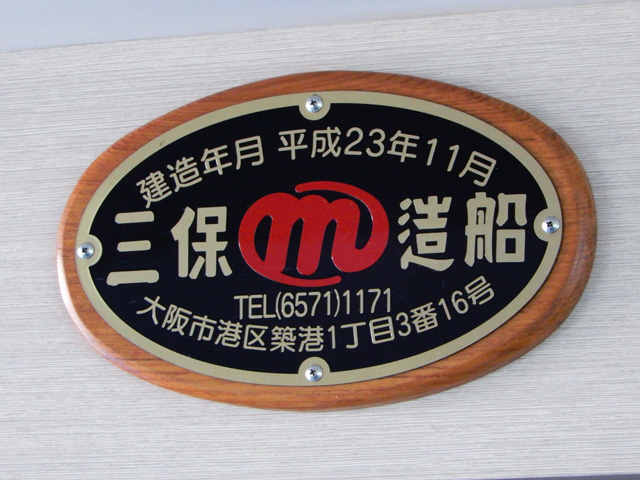 建造年月 平成23年11月
三保 m 造船
TEL(6571)1171
大阪市港区築港1丁目3番16号